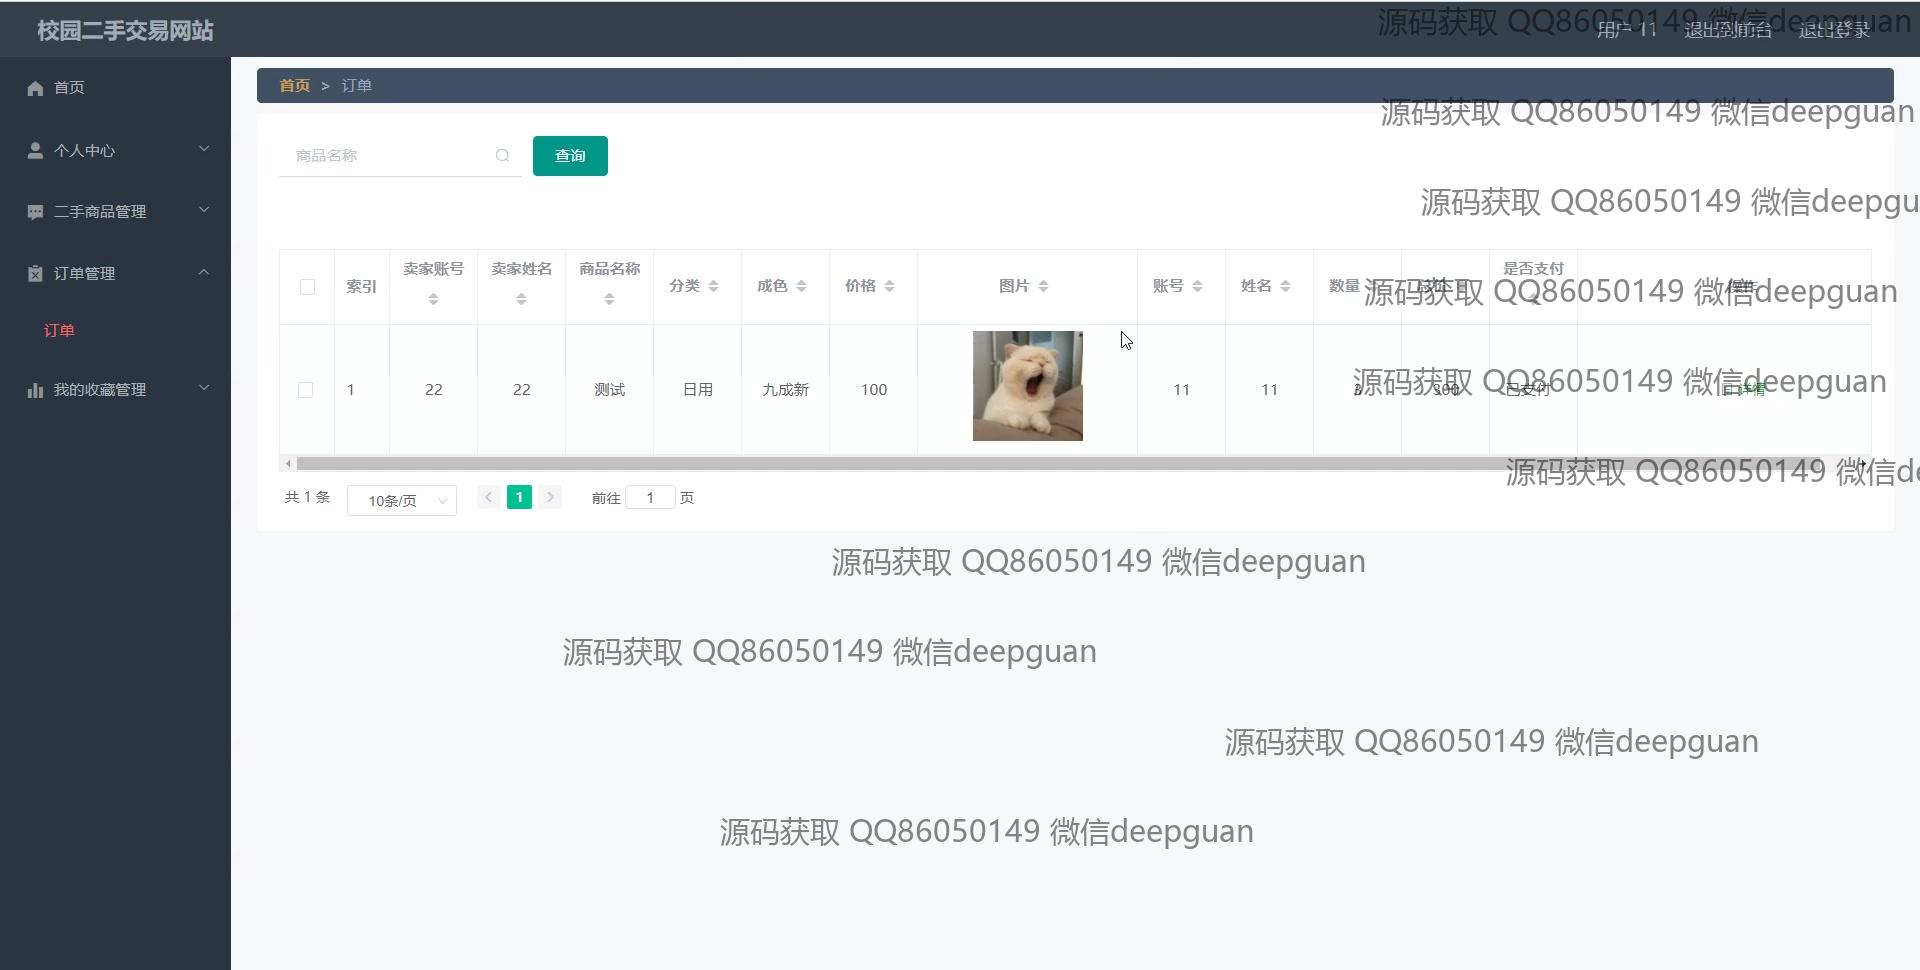 校园二手交易网站
源码获取 QQ86050149 微信deepguan
用户 11 退出到前台 退出登录
首页
个人中心
二手商品管理
订单管理
订单
我的收藏管理
首页 > 订单
源码获取 QQ86050149 微信deepguan
商品名称
查询
源码获取 QQ86050149 微信deepgu
索引 卖家账号 卖家姓名 商品名称 分类 成色 价格 图片 账号 姓名 数量 总价 是否支付 操作
源码获取 QQ86050149 微信deepguan
1 22 22 测试 日用 九成新 100 11 11 3 300 已支付 详情
源码获取 QQ86050149 微信deepguan
源码获取 QQ86050149 微信de
共 1 条 10条/页 1 前往 1 页
源码获取 QQ86050149 微信deepguan
源码获取 QQ86050149 微信deepguan
源码获取 QQ86050149 微信deepguan
源码获取 QQ86050149 微信deepguan